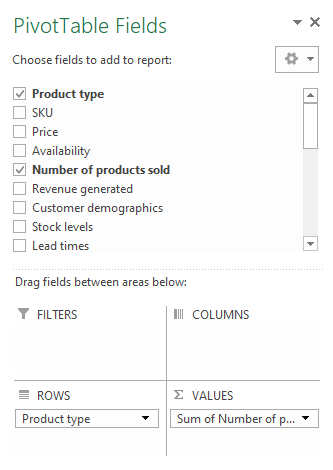 PivotTable Fields
Choose fields to add to report:
Product type
SKU
Price
Availability
Number of products sold
Revenue generated
Customer demographics
Stock levels
Lead times
Drag fields between areas below:
FILTERS
COLUMNS
ROWS
VALUES
Product type
Sum of Number of p...